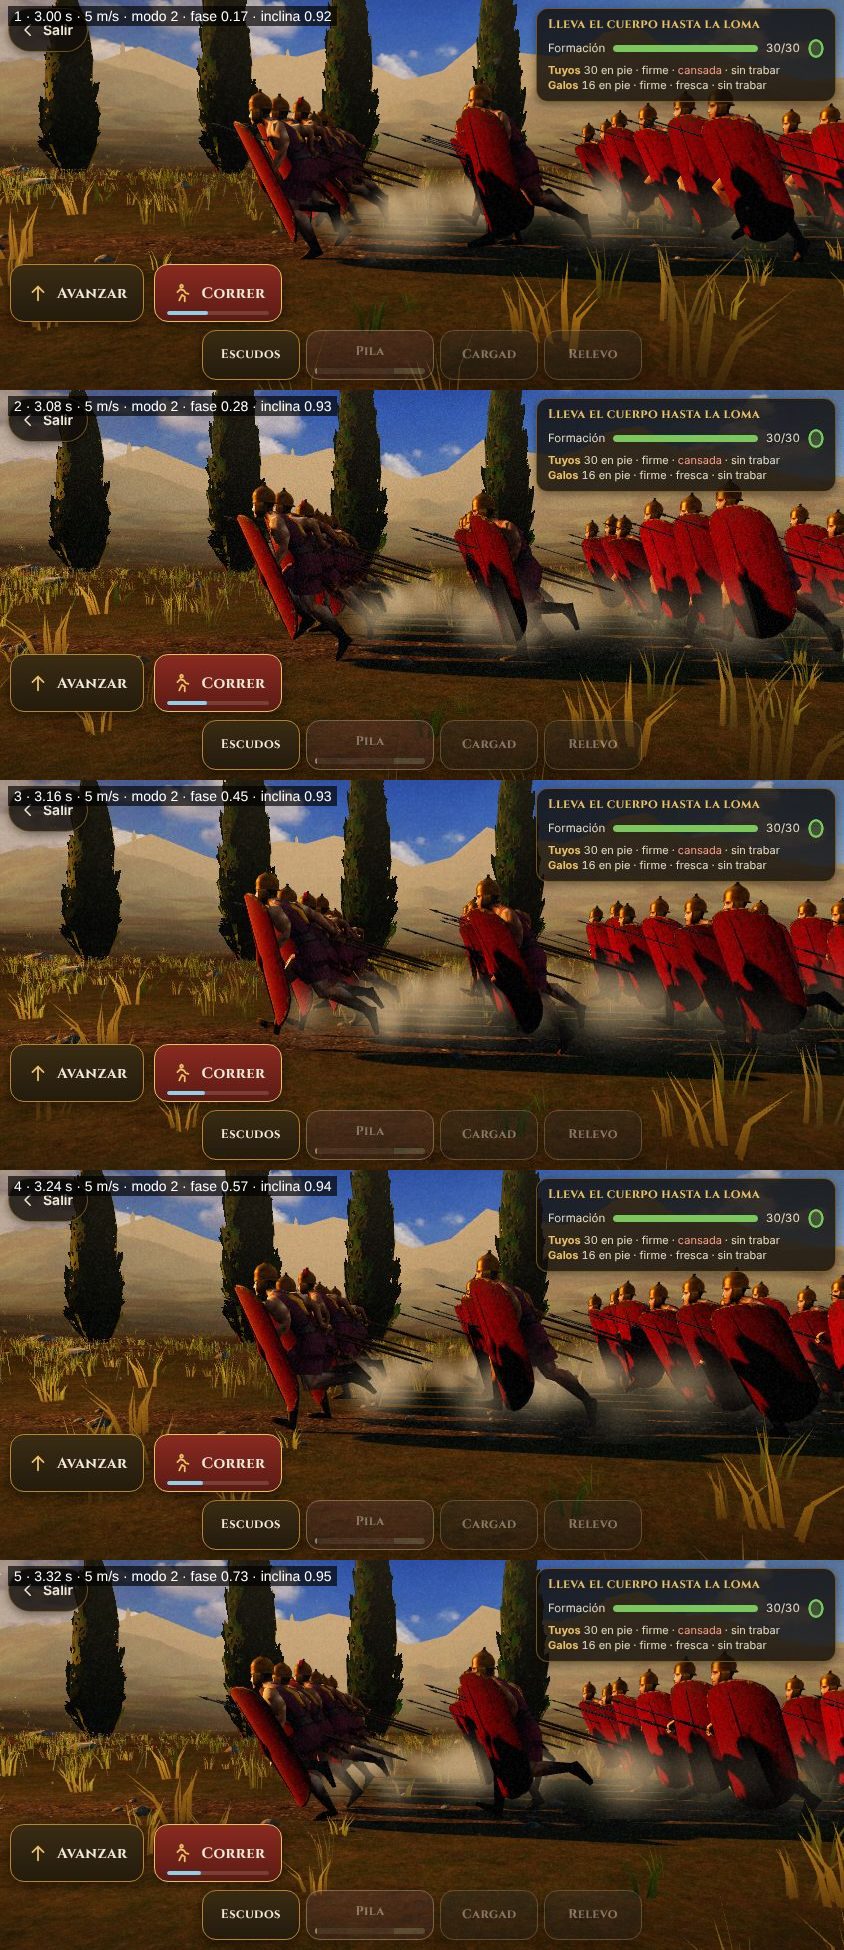 1 · 3.00 s · 5 m/s · modo 2 · fase 0.17 · inclina 0.92
Salir
Lleva el cuerpo hasta la loma
Formación 30/30
Tuyos 30 en pie · firme · cansada · sin trabar
Galos 16 en pie · firme · fresca · sin trabar
Avanzar
Correr
Escudos
Pila
Cargad
Relevo
2 · 3.08 s · 5 m/s · modo 2 · fase 0.28 · inclina 0.93
Salir
Lleva el cuerpo hasta la loma
Formación 30/30
Tuyos 30 en pie · firme · cansada · sin trabar
Galos 16 en pie · firme · fresca · sin trabar
Avanzar
Correr
Escudos
Pila
Cargad
Relevo
3 · 3.16 s · 5 m/s · modo 2 · fase 0.45 · inclina 0.93
Salir
Lleva el cuerpo hasta la loma
Formación 30/30
Tuyos 30 en pie · firme · cansada · sin trabar
Galos 16 en pie · firme · fresca · sin trabar
Avanzar
Correr
Escudos
Pila
Cargad
Relevo
4 · 3.24 s · 5 m/s · modo 2 · fase 0.57 · inclina 0.94
Salir
Lleva el cuerpo hasta la loma
Formación 30/30
Tuyos 30 en pie · firme · cansada · sin trabar
Galos 16 en pie · firme · fresca · sin trabar
Avanzar
Correr
Escudos
Pila
Cargad
Relevo
5 · 3.32 s · 5 m/s · modo 2 · fase 0.73 · inclina 0.95
Salir
Lleva el cuerpo hasta la loma
Formación 30/30
Tuyos 30 en pie · firme · cansada · sin trabar
Galos 16 en pie · firme · fresca · sin trabar
Avanzar
Correr
Escudos
Pila
Cargad
Relevo